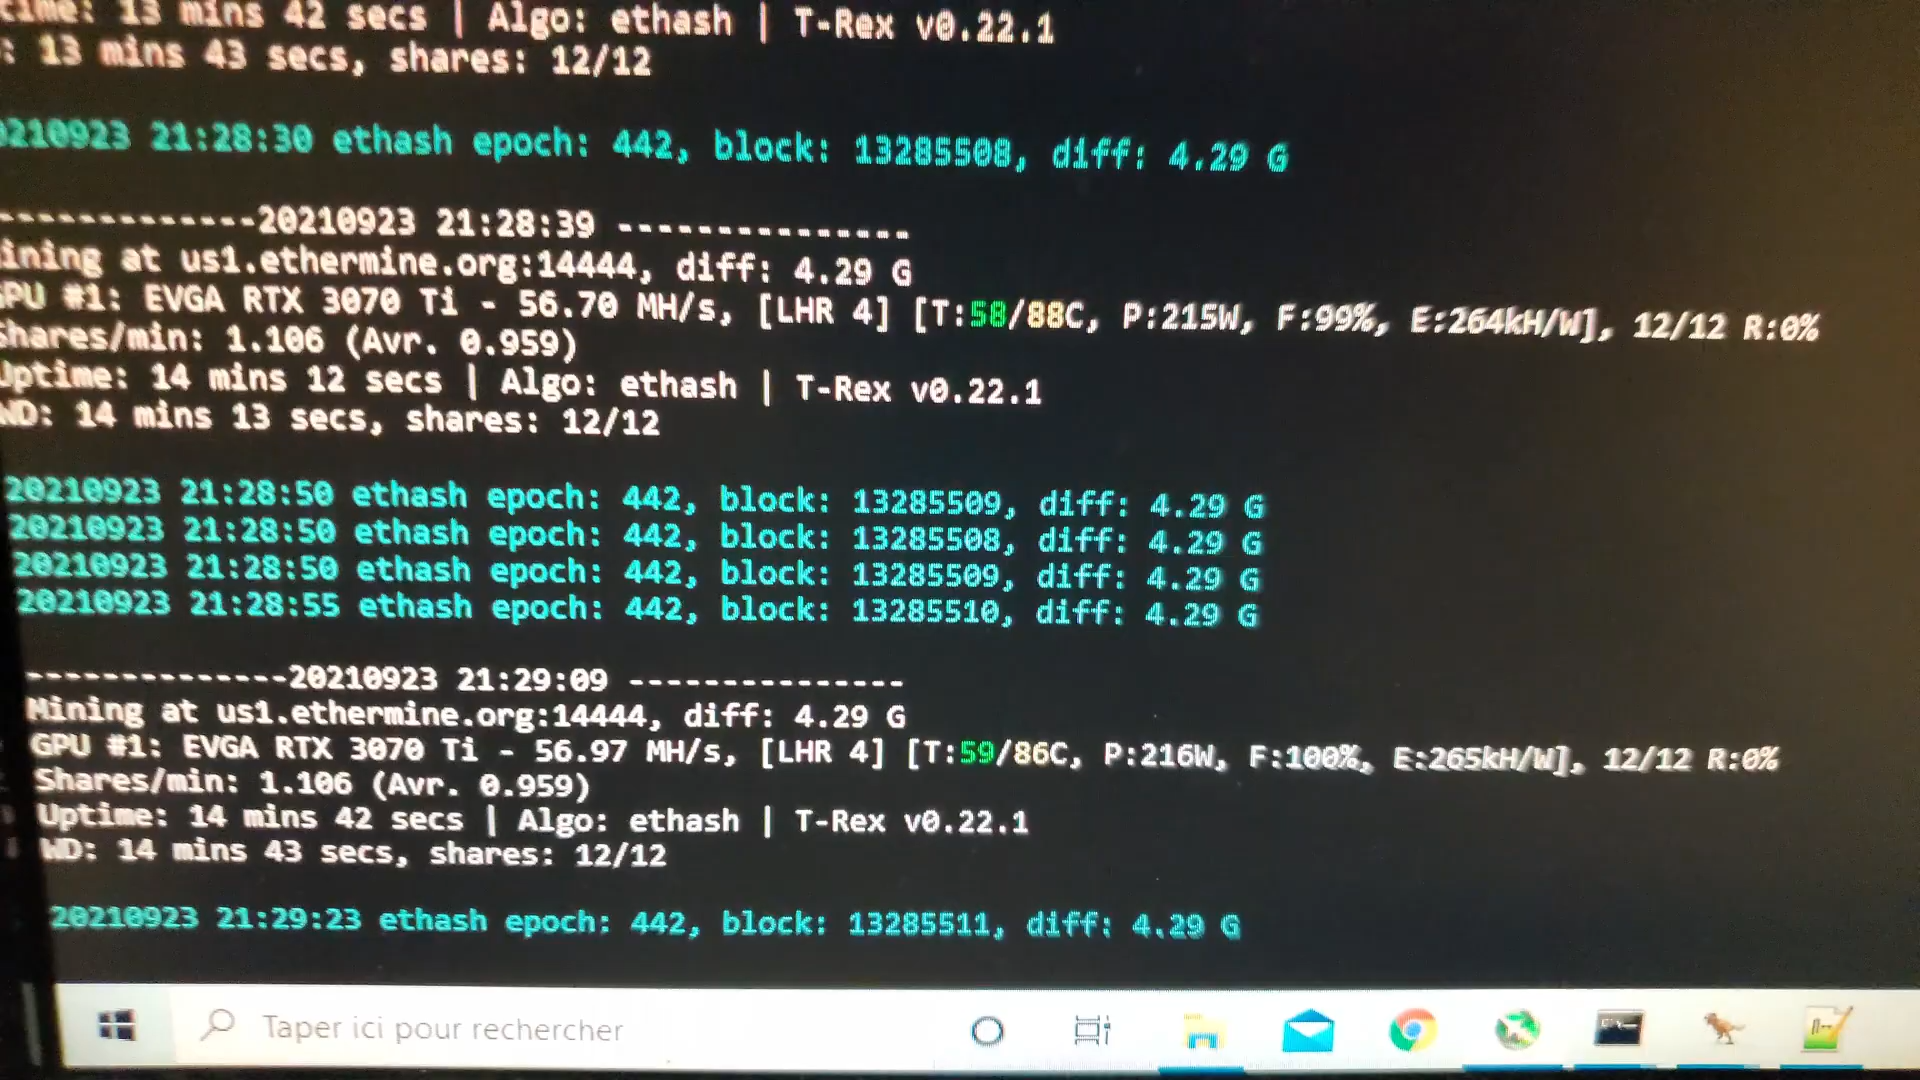 time: 13 mins 42 secs | Algo: ethash | T-Rex v0.22.1
: 13 mins 43 secs, shares: 12/12
0210923 21:28:30 ethash epoch: 442, block: 13285508, diff: 4.29 G
-------------20210923 21:28:39 ---------------
ining at us1.ethermine.org:14444, diff: 4.29 G
GPU #1: EVGA RTX 3070 Ti - 56.70 MH/s, [LHR 4] [T:58/88C, P:215W, F:99%, E:264kH/W], 12/12 R:0%
Shares/min: 1.106 (Avr. 0.959)
Uptime: 14 mins 12 secs | Algo: ethash | T-Rex v0.22.1
WD: 14 mins 13 secs, shares: 12/12
20210923 21:28:50 ethash epoch: 442, block: 13285509, diff: 4.29 G
20210923 21:28:50 ethash epoch: 442, block: 13285508, diff: 4.29 G
20210923 21:28:50 ethash epoch: 442, block: 13285509, diff: 4.29 G
20210923 21:28:55 ethash epoch: 442, block: 13285510, diff: 4.29 G
--------------20210923 21:29:09 ---------------
Mining at us1.ethermine.org:14444, diff: 4.29 G
GPU #1: EVGA RTX 3070 Ti - 56.97 MH/s, [LHR 4] [T:59/86C, P:216W, F:100%, E:265kH/W], 12/12 R:0%
Shares/min: 1.106 (Avr. 0.959)
Uptime: 14 mins 42 secs | Algo: ethash | T-Rex v0.22.1
WD: 14 mins 43 secs, shares: 12/12
20210923 21:29:23 ethash epoch: 442, block: 13285511, diff: 4.29 G
Taper ici pour rechercher